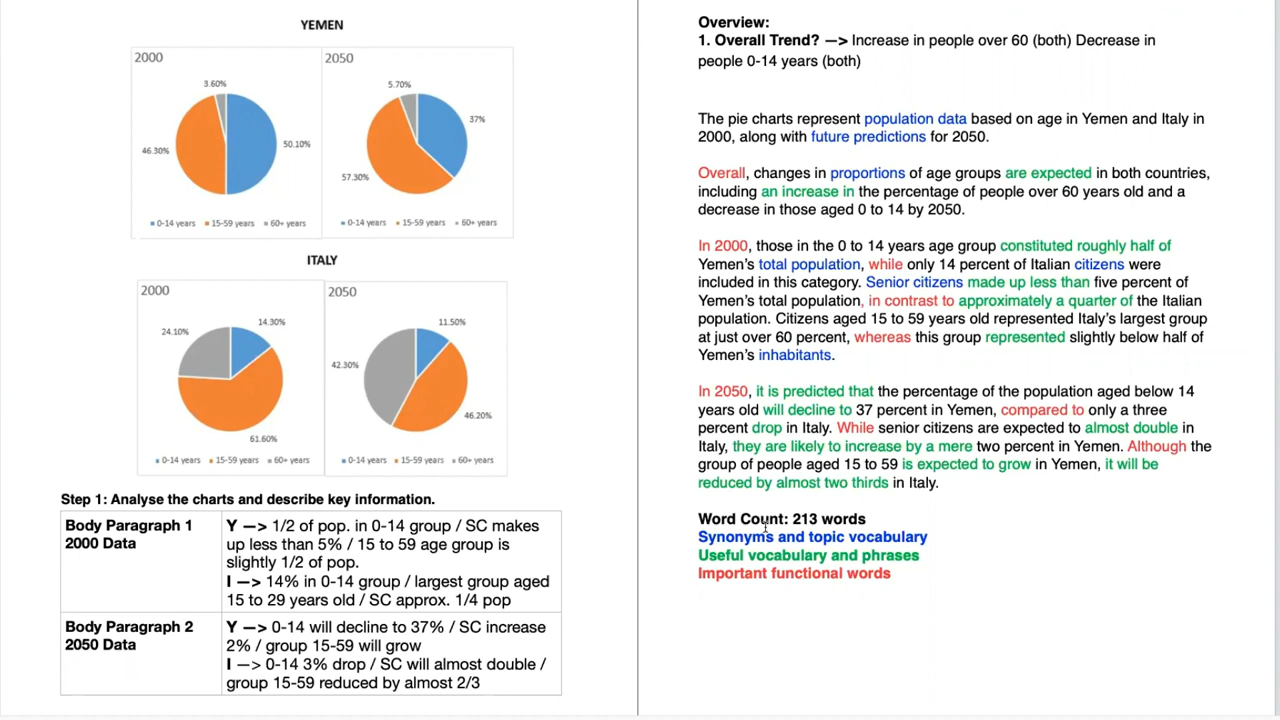 YEMEN
2000
3.60%
46.30%
50.10%
0-14 years 15-59 years 60+ years
2050
5.70%
37%
57.30%
0-14 years 15-59 years 60+ years
ITALY
2000
14.30%
24.10%
61.60%
0-14 years 15-59 years 60+ years
2050
11.50%
42.30%
46.20%
0-14 years 15-59 years 60+ years
Step 1: Analyse the charts and describe key information.
Body Paragraph 1
2000 Data
Y —> 1/2 of pop. in 0-14 group / SC makes
up less than 5% / 15 to 59 age group is
slightly 1/2 of pop.
I —> 14% in 0-14 group / largest group aged
15 to 29 years old / SC approx. 1/4 pop
Body Paragraph 2
2050 Data
Y —> 0-14 will decline to 37% / SC increase
2% / group 15-59 will grow
I —> 0-14 3% drop / SC will almost double /
group 15-59 reduced by almost 2/3
Overview:
1. Overall Trend? —> Increase in people over 60 (both) Decrease in
people 0-14 years (both)
The pie charts represent population data based on age in Yemen and Italy in
2000, along with future predictions for 2050.
Overall, changes in proportions of age groups are expected in both countries,
including an increase in the percentage of people over 60 years old and a
decrease in those aged 0 to 14 by 2050.
In 2000, those in the 0 to 14 years age group constituted roughly half of
Yemen's total population, while only 14 percent of Italian citizens were
included in this category. Senior citizens made up less than five percent of
Yemen's total population, in contrast to approximately a quarter of the Italian
population. Citizens aged 15 to 59 years old represented Italy's largest group
at just over 60 percent, whereas this group represented slightly below half of
Yemen's inhabitants.
In 2050, it is predicted that the percentage of the population aged below 14
years old will decline to 37 percent in Yemen, compared to only a three
percent drop in Italy. While senior citizens are expected to almost double in
Italy, they are likely to increase by a mere two percent in Yemen. Although the
group of people aged 15 to 59 is expected to grow in Yemen, it will be
reduced by almost two thirds in Italy.
Word Count: 213 words
Synonyms and topic vocabulary
Useful vocabulary and phrases
Important functional words